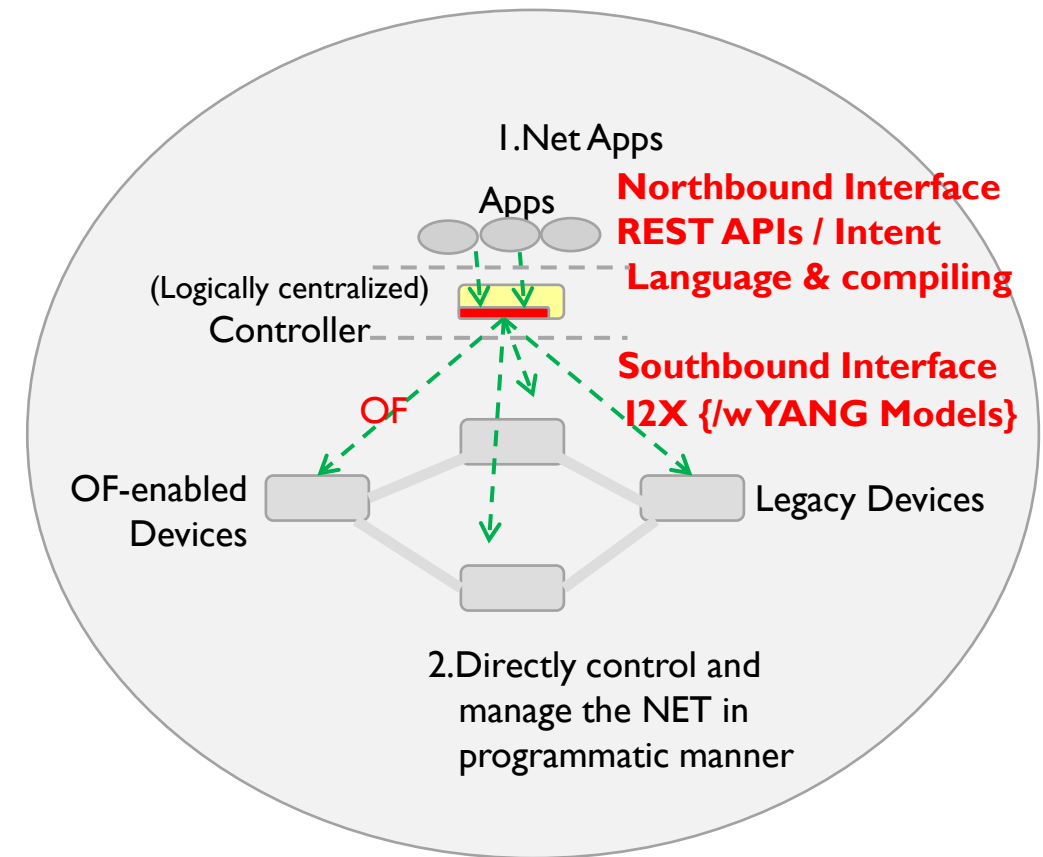 1.Net Apps
Apps
Northbound Interface
REST APIs / Intent
Language & compiling
(Logically centralized)
Controller
Southbound Interface
I2X {/w YANG Models}
OF
OF-enabled
Devices
Legacy Devices
2.Directly control and
manage the NET in
programmatic manner